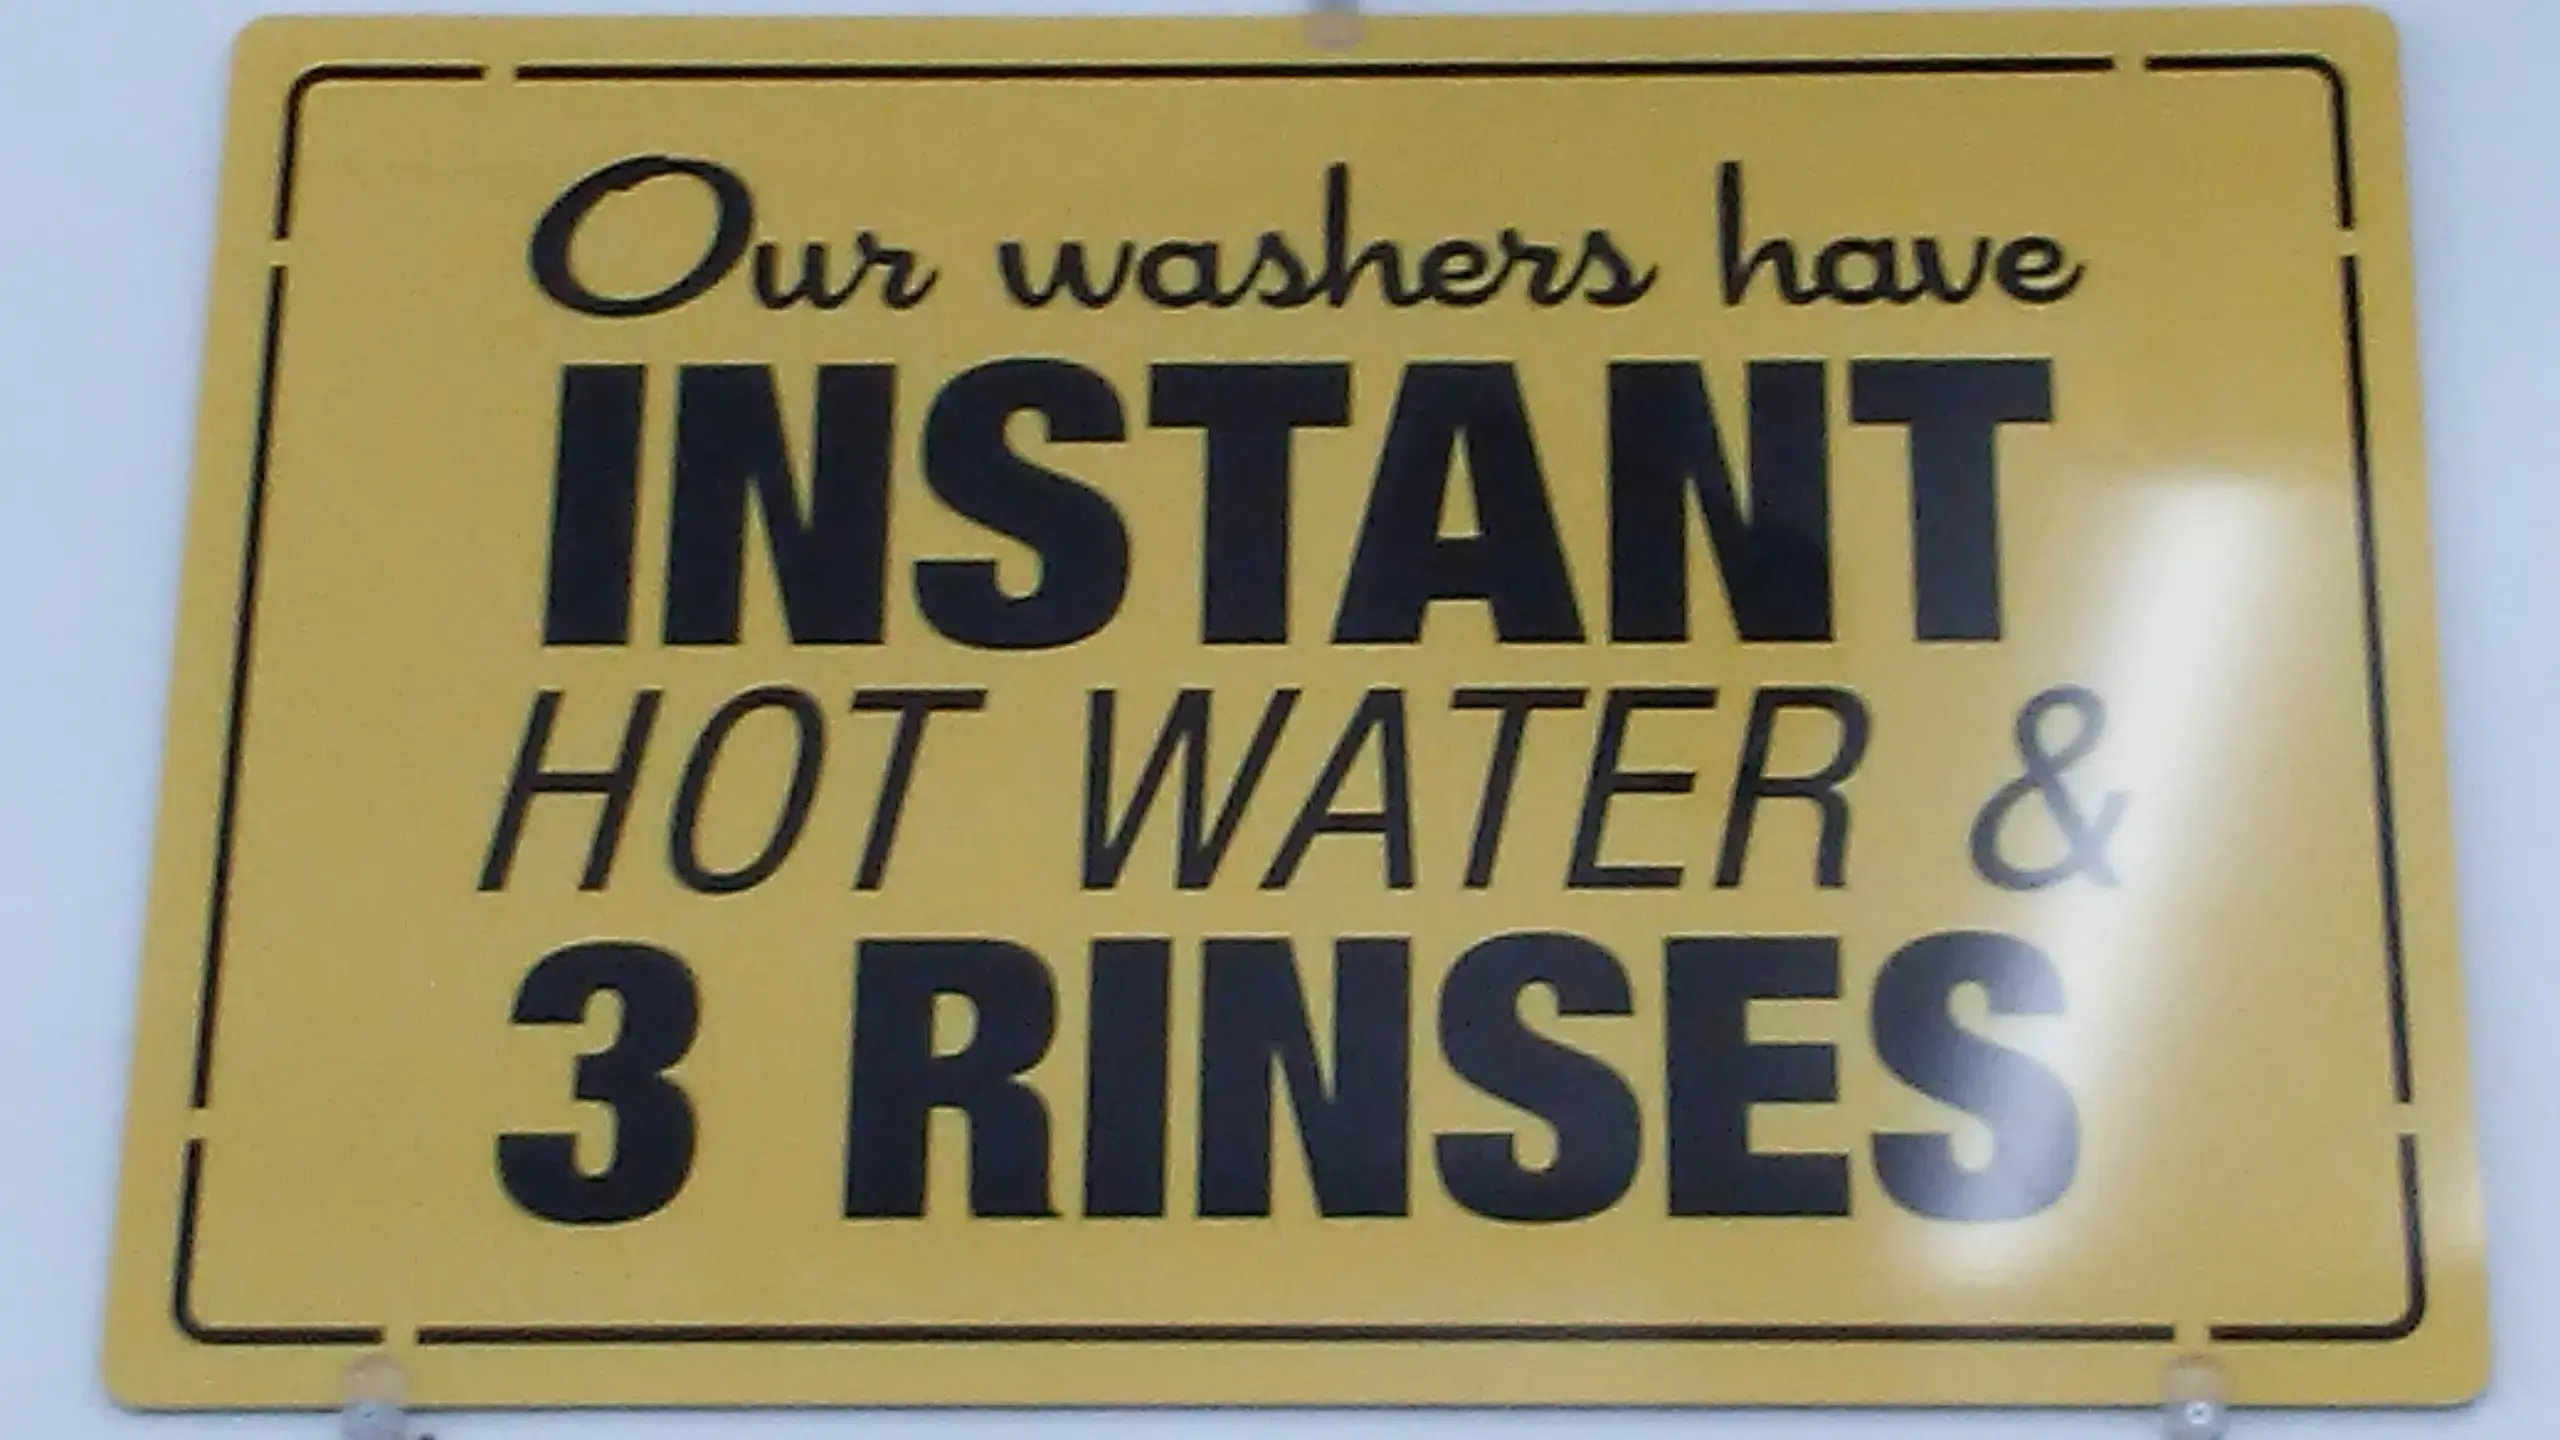 Our washers have
INSTANT
HOT WATER &
3 RINSES